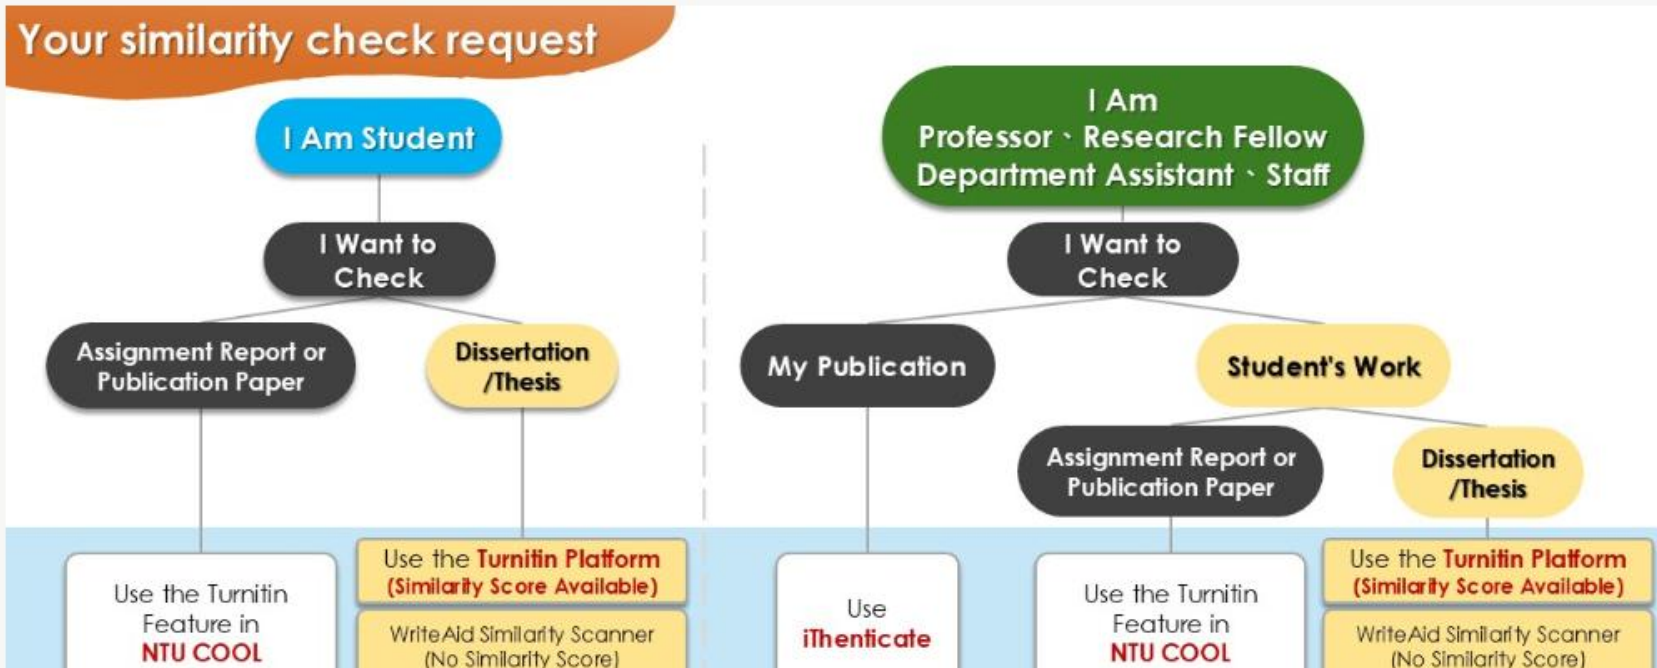 Your similarity check request
I Am Student
I Want to
Check
Assignment Report or
Publication Paper
Dissertation
/Thesis
Use the Turnitin
Feature in
NTU COOL
Use the Turnitin Platform
(Similarity Score Available)
WriteAid Similarity Scanner
(No Similarity Score)
I Am
Professor、Research Fellow
Department Assistant、Staff
I Want to
Check
My Publication
Student's Work
Assignment Report or
Publication Paper
Dissertation
/Thesis
Use
iThenticate
Use the Turnitin
Feature in
NTU COOL
Use the Turnitin Platform
(Similarity Score Available)
WriteAid Similarity Scanner
(No Similarity Score)